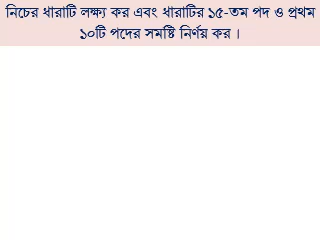 নিচের ধারাটি লক্ষ্য কর এবং ধারাটির ১৫-তম পদ ও প্রথম
১০টি পদের সমষ্টি নির্ণয় কর।